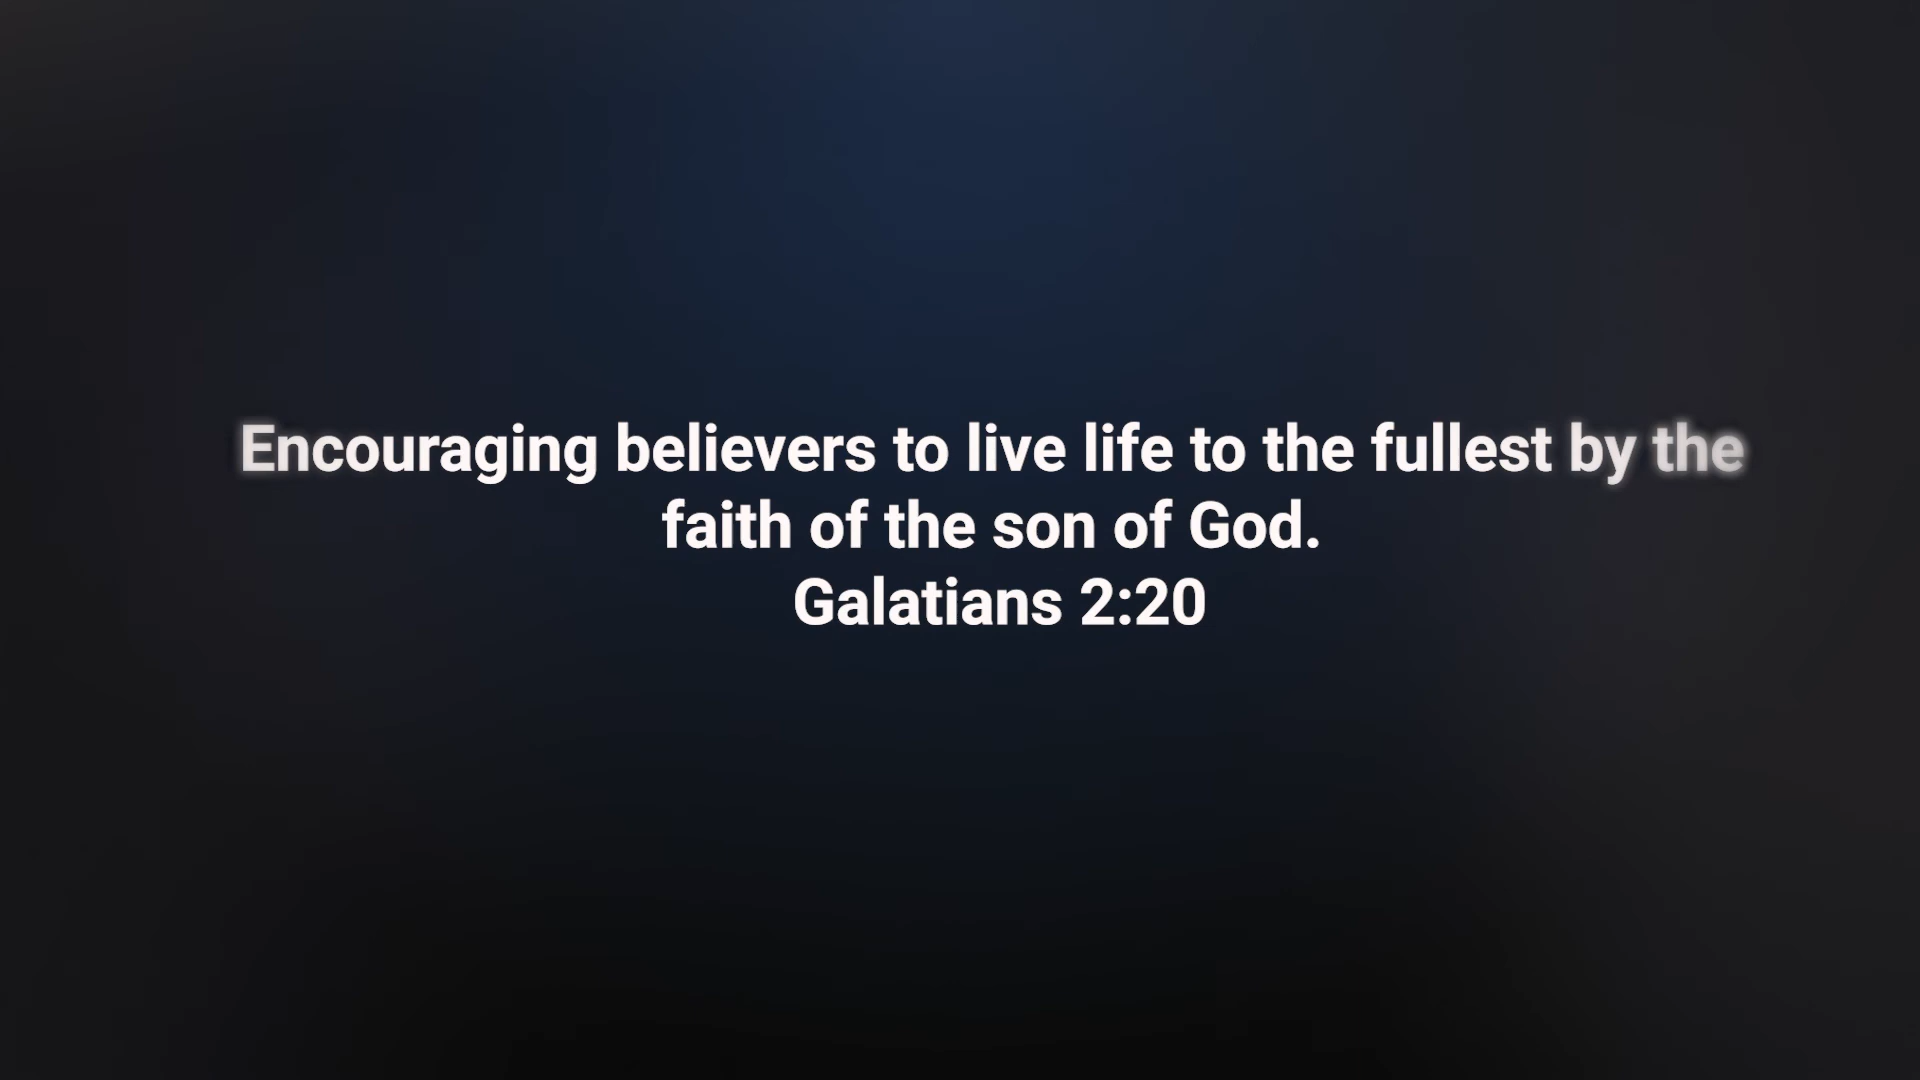 Encouraging believers to live life to the fullest by the
faith of the son of God.
Galatians 2:20